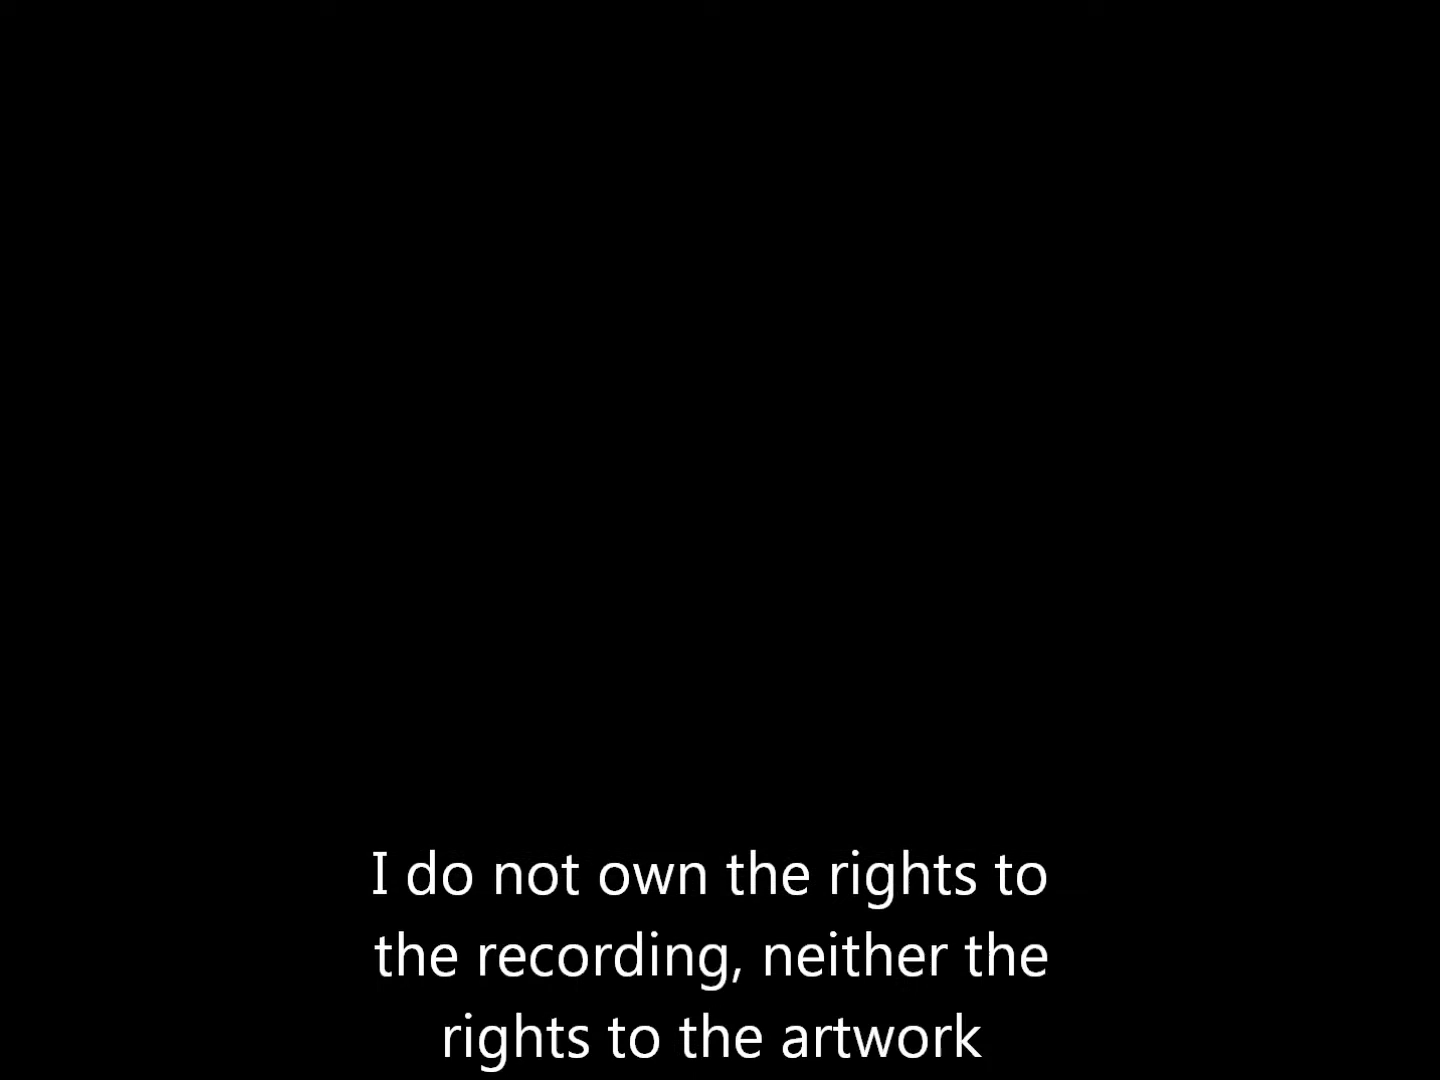 I do not own the rights to
the recording, neither the
rights to the artwork